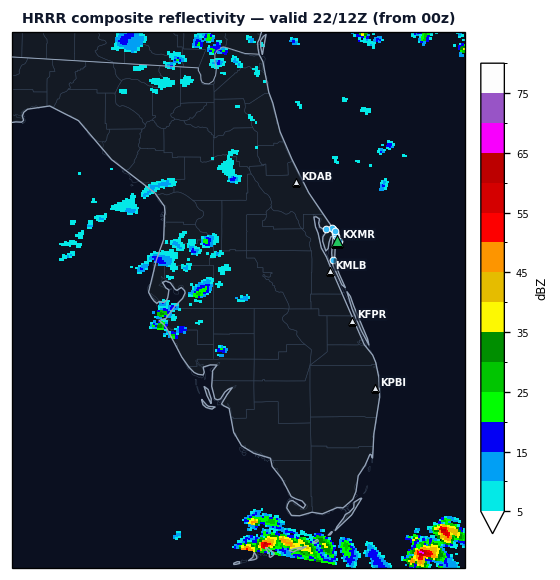 HRRR composite reflectivity — valid 22/12Z (from 00z)
75
65
55
45
35
25
15
5
dBZ
KDAB
KXMR
KMLB
KFPR
KPBI